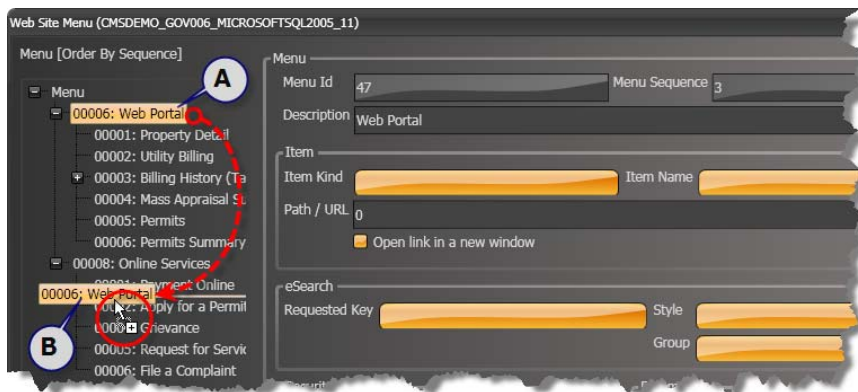 Web Site Menu (CMSDEMO_GOV006_MICROSOFTSQL2005_11)
Menu [Order By Sequence]
Menu
00006: Web Portal
A
00001: Property Detail
00002: Utility Billing
00003: Billing History (Ta
00004: Mass Appraisal Su
00005: Permits
00006: Permits Summary
00008: Online Services
00001: Payment Online
00006: Web Portal
00002: Apply for a Permit
Grievance
B
00005: Request for Servic
00006: File a Complaint
Menu
Menu Id 47 Menu Sequence 3
Description Web Portal
Item
Item Kind Item Name
Path / URL 0
Open link in a new window
eSearch
Requested Key Style
Group